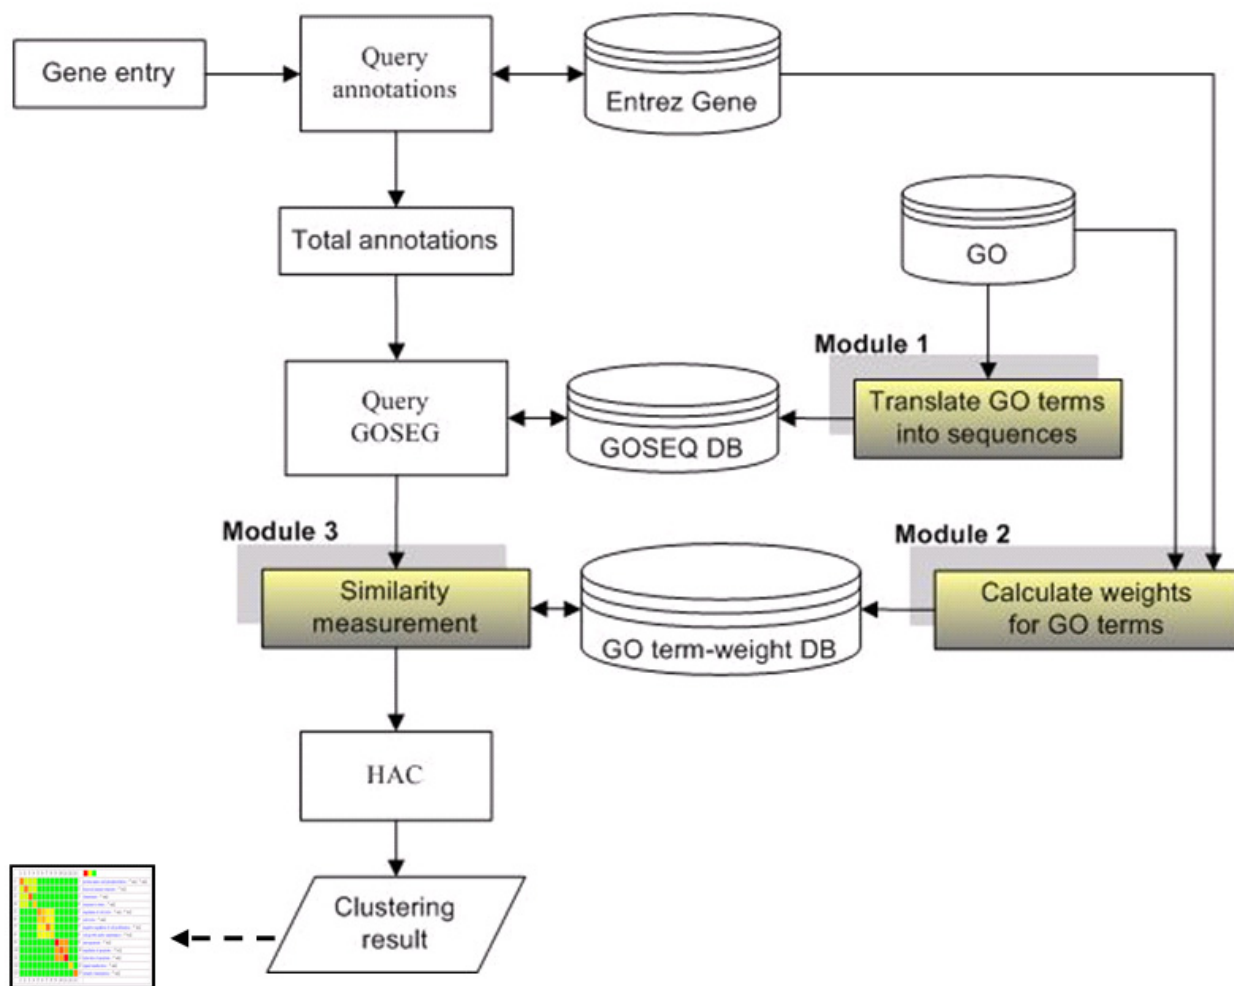 Gene entry
Query
annotations
Entrez Gene
Total annotations
GO
Module 1
Translate GO terms
into sequences
Query
GOSEG
GOSEQ DB
Module 3
Module 2
Similarity
measurement
GO term-weight DB
Calculate weights
for GO terms
HAC
Clustering
result